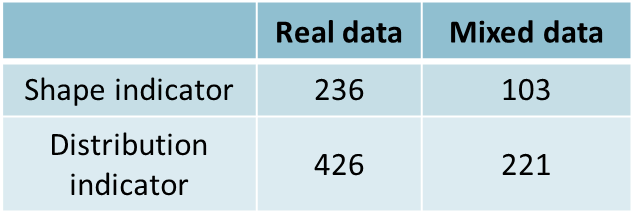 Real data Mixed data
Shape indicator 236 103
Distribution
indicator 426 221